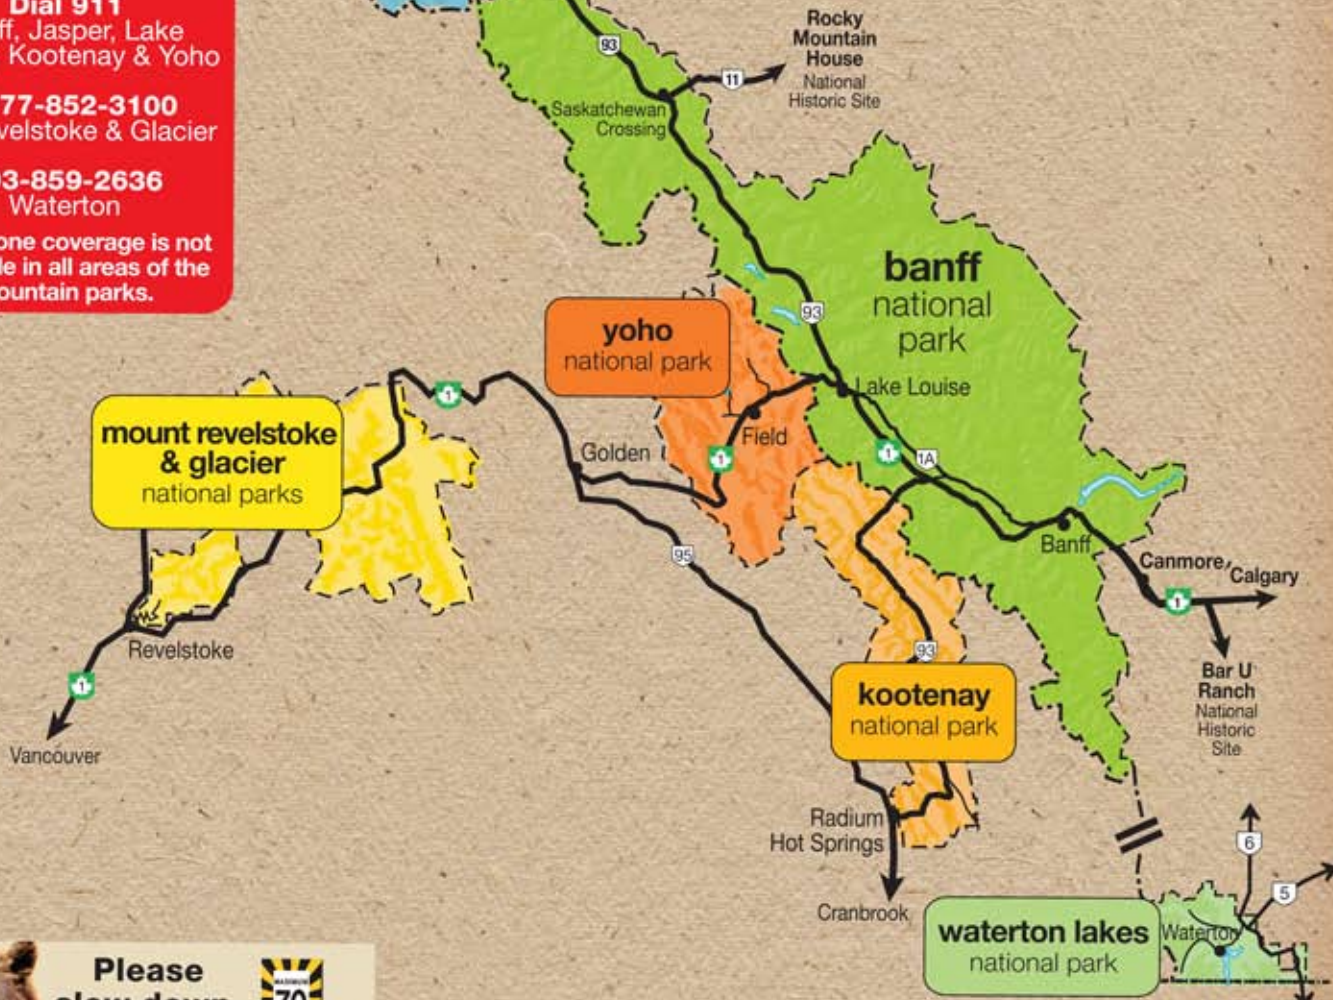 Dial 911
Jasper, Lake
Kootenay & Yoho
77-852-3100
velstoke & Glacier
3-859-2636
Waterton
one coverage is not
le in all areas of the
ountain parks.
Rocky
Mountain
House
National
Historic Site
93
11
Saskatchewan
Crossing
banff
national
park
93
yoho
national park
Lake Louise
1
mount revelstoke
& glacier
national parks
Golden
Field
1
1
1A
95
Banff
Canmore,
Calgary
1
Revelstoke
93
1
Vancouver
kootenay
national park
Bar U
Ranch
National
Historic
Site
Radium
Hot Springs
6
5
Cranbrook
waterton lakes
national park
Waterton
Please
slow down
MAXIMUM
70